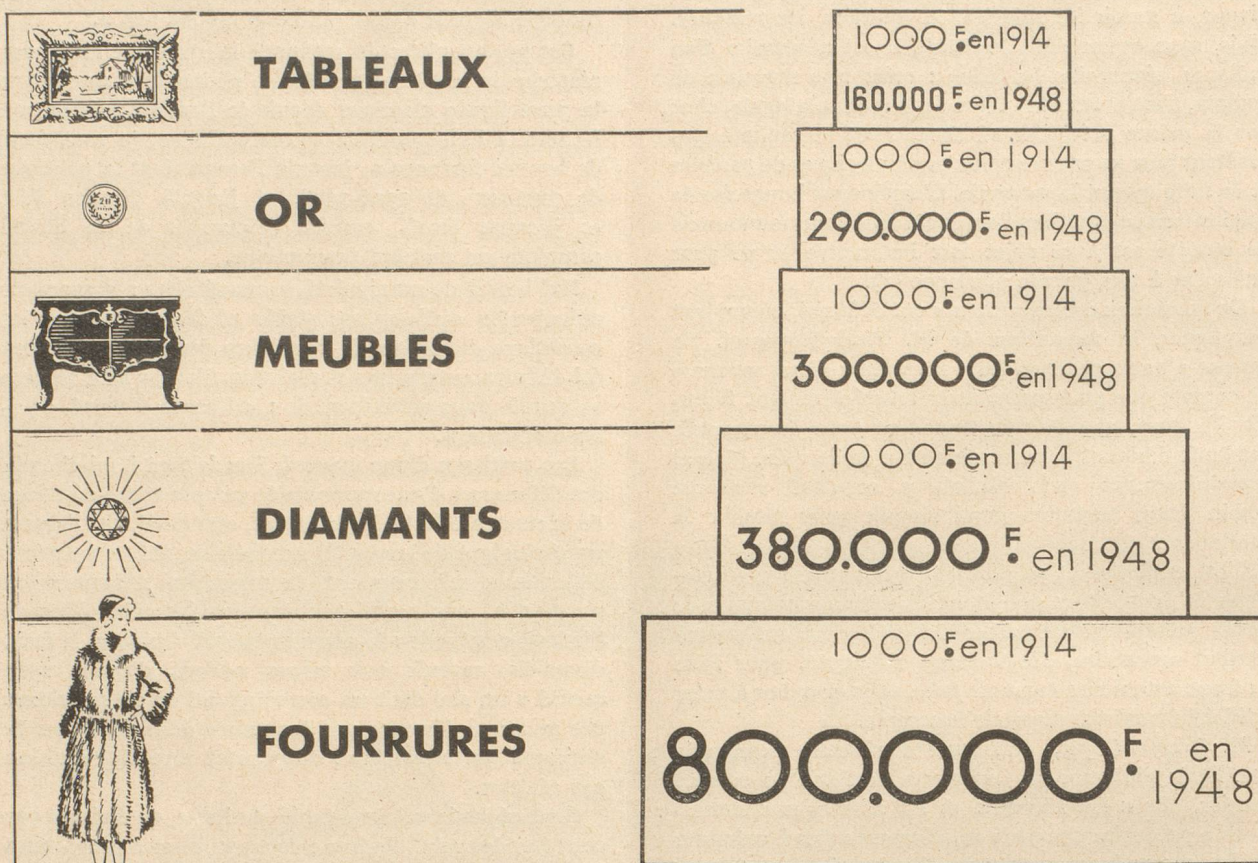 TABLEAUX
1000 F. en 1914
160.000 F. en 1948
OR
1000 F. en 1914
290.000 F. en 1948
MEUBLES
1000 F. en 1914
300.000 F. en 1948
DIAMANTS
1000 F. en 1914
380.000 F. en 1948
FOURRURES
1000 F. en 1914
800.000 F. en
1948